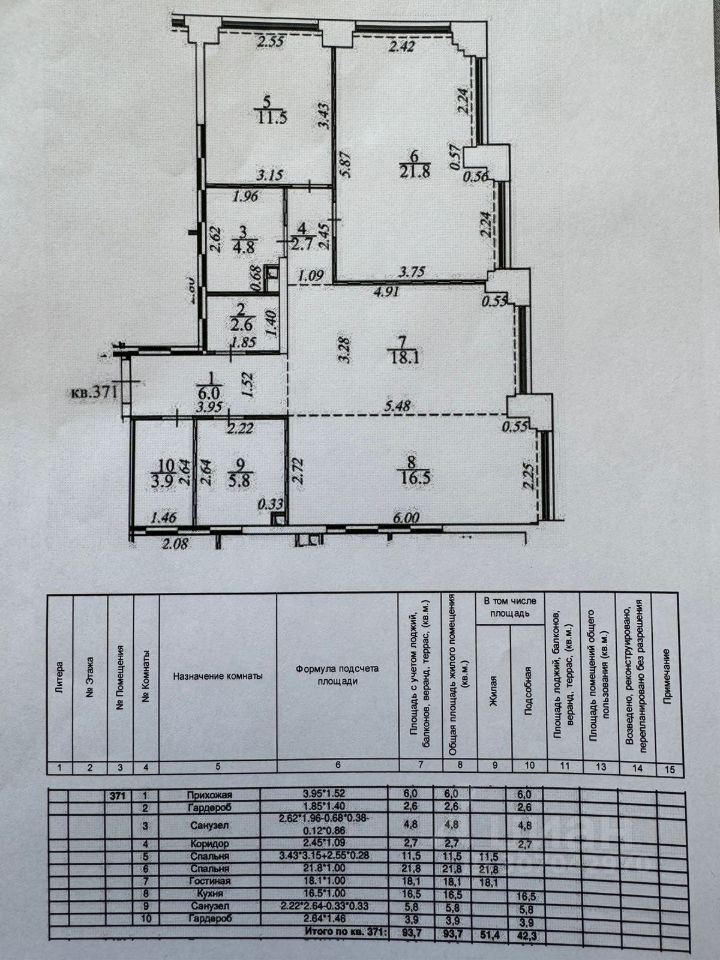 2.55
2.42
5
11.5
3.43
2.24
6
21.8
5.87
0.57
0.56
3.15
1.96
2.62
3
4.8
4
2.7
2.45
2.24
0.68
1.09
3.75
4.91
0.55
2
2.6
1.40
1.85
3.28
7
18.1
кв.371
1
6.0
1.52
3.95
5.48
0.55
2.22
10
3.9
2.64
2.64
9
5.8
2.72
8
16.5
2.25
0.33
1.46
6.00
2.08
Литера
№ Этажа
№ Помещения
№ Комнаты
Назначение комнаты
Формула подсчета
площади
Площадь с учетом лоджий,
балконов, веранд, террас, (кв.м.)
Общая площадь жилого помещения
(кв.м.)
В том числе
площадь
Жилая
Подсобная
Площадь лоджий, балконов,
веранд, террас, (кв.м.)
Площадь помещений общего
пользования (кв.м.)
Возведено, реконструировано,
перепланировано без разрешения
Примечание
1 2 3 4 5 6 7 8 9 10 11 13 14 15
371 1 Прихожая 3.95*1.52 6,0 6,0 6,0
2 Гардероб 1.85*1.40 2,6 2,6 2,6
3 Санузел 2.62*1.96-0.68*0.38-
0.12*0.86 4,8 4,8 4,8
4 Коридор 2.45*1.09 2,7 2,7 2,7
5 Спальня 3.43*3.15+2.55*0.28 11,5 11,5 11,5
6 Спальня 21.8*1.00 21,8 21,8 21,8
7 Гостиная 18.1*1.00 18,1 18,1 18,1
8 Кухня 16.5*1.00 16,5 16,5 16,5
9 Санузел 2.22*2.64-0.33*0.33 5,8 5,8 5,8
10 Гардероб 2.64*1.46 3,9 3,9 3,9
Итого по кв. 371: 93,7 93,7 51,4 42,3